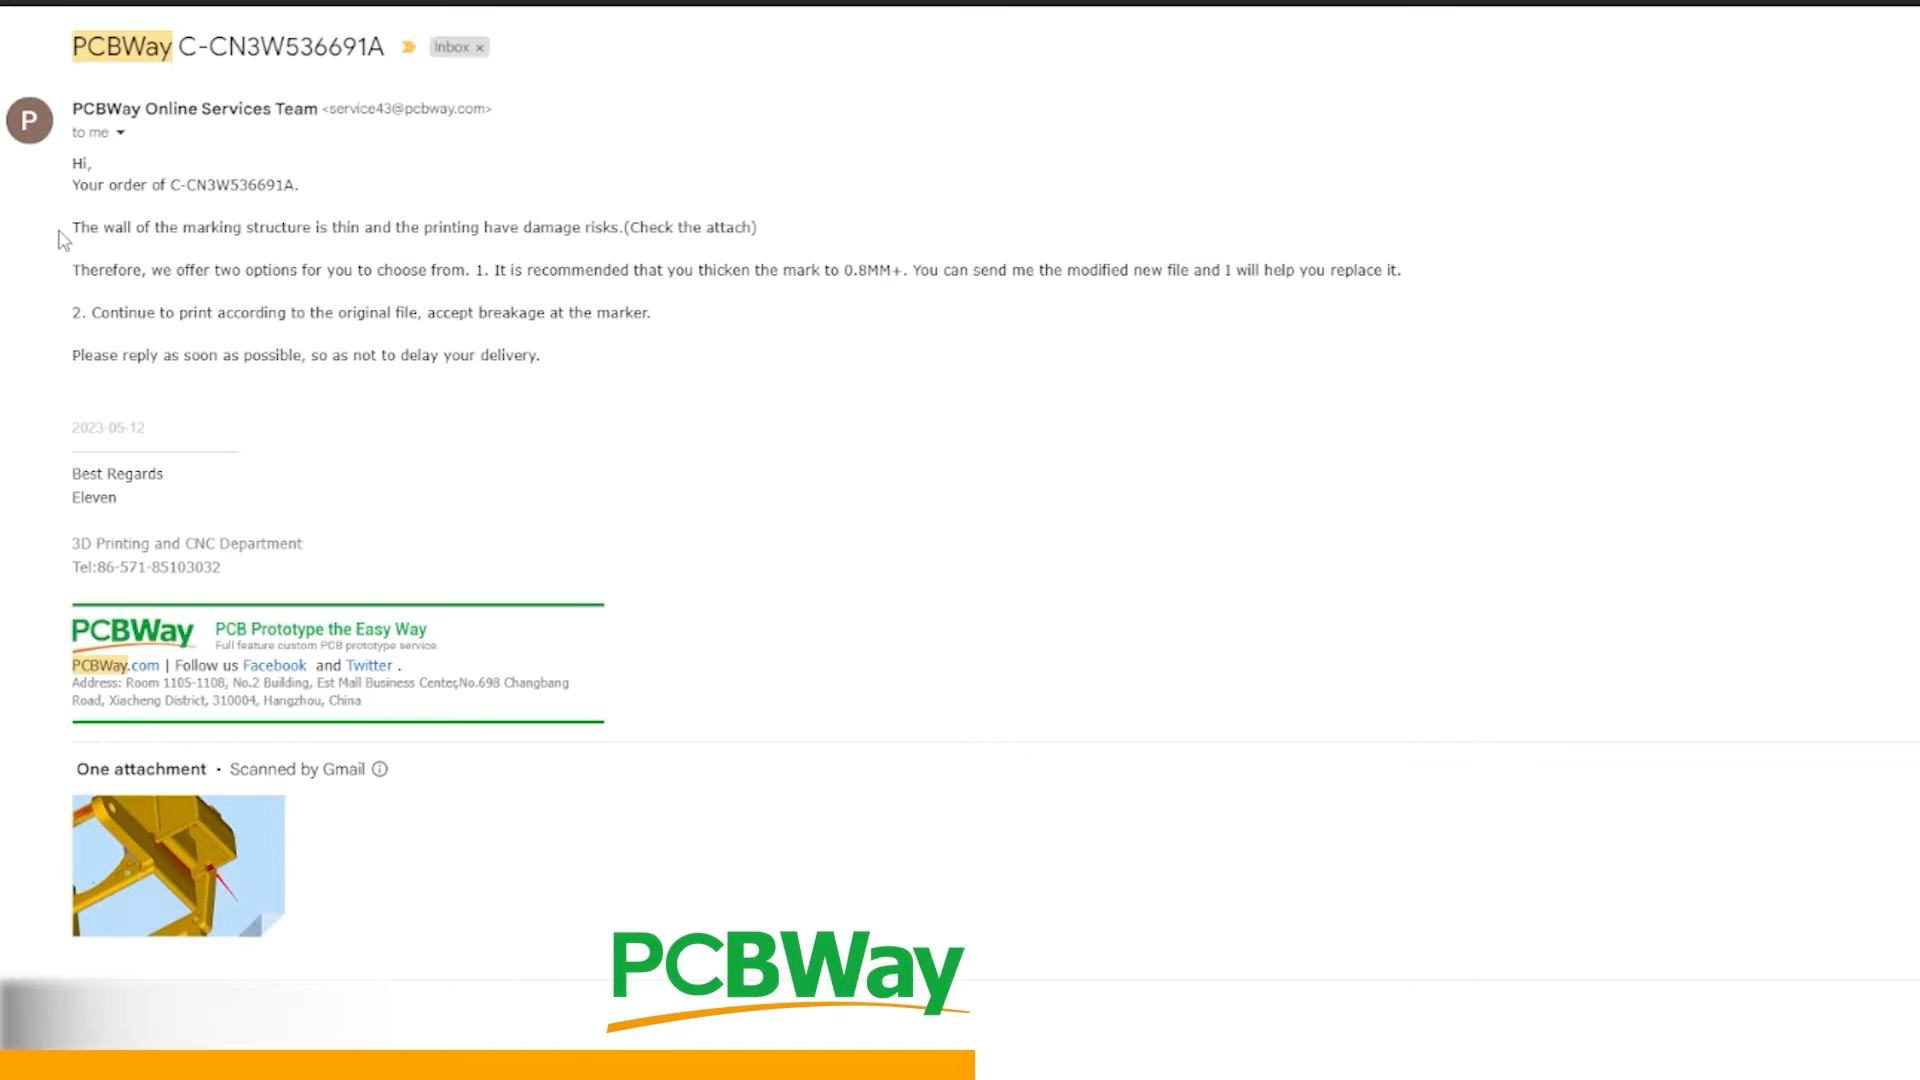 PCBWay C-CN3W536691A Inbox ×
P
PCBWay Online Services Team <service43@pcbway.com>
to me
Hi,
Your order of C-CN3W536691A.
The wall of the marking structure is thin and the printing have damage risks.(Check the attach)
Therefore, we offer two options for you to choose from. 1. It is recommended that you thicken the mark to 0.8MM+. You can send me the modified new file and I will help you replace it.
2. Continue to print according to the original file, accept breakage at the marker.
Please reply as soon as possible, so as not to delay your delivery.
2023-05-12
Best Regards
Eleven
3D Printing and CNC Department
Tel:86-571-85103032
PCBWay PCB Prototype the Easy Way
Full feature custom PCB prototype service.
PCBWay.com | Follow us Facebook and Twitter .
Address: Room 1105-1108, No.2 Building, Est Mall Business Center,No.698 Changbang
Road, Xiacheng District, 310004, Hangzhou, China
One attachment • Scanned by Gmail
PCBWay